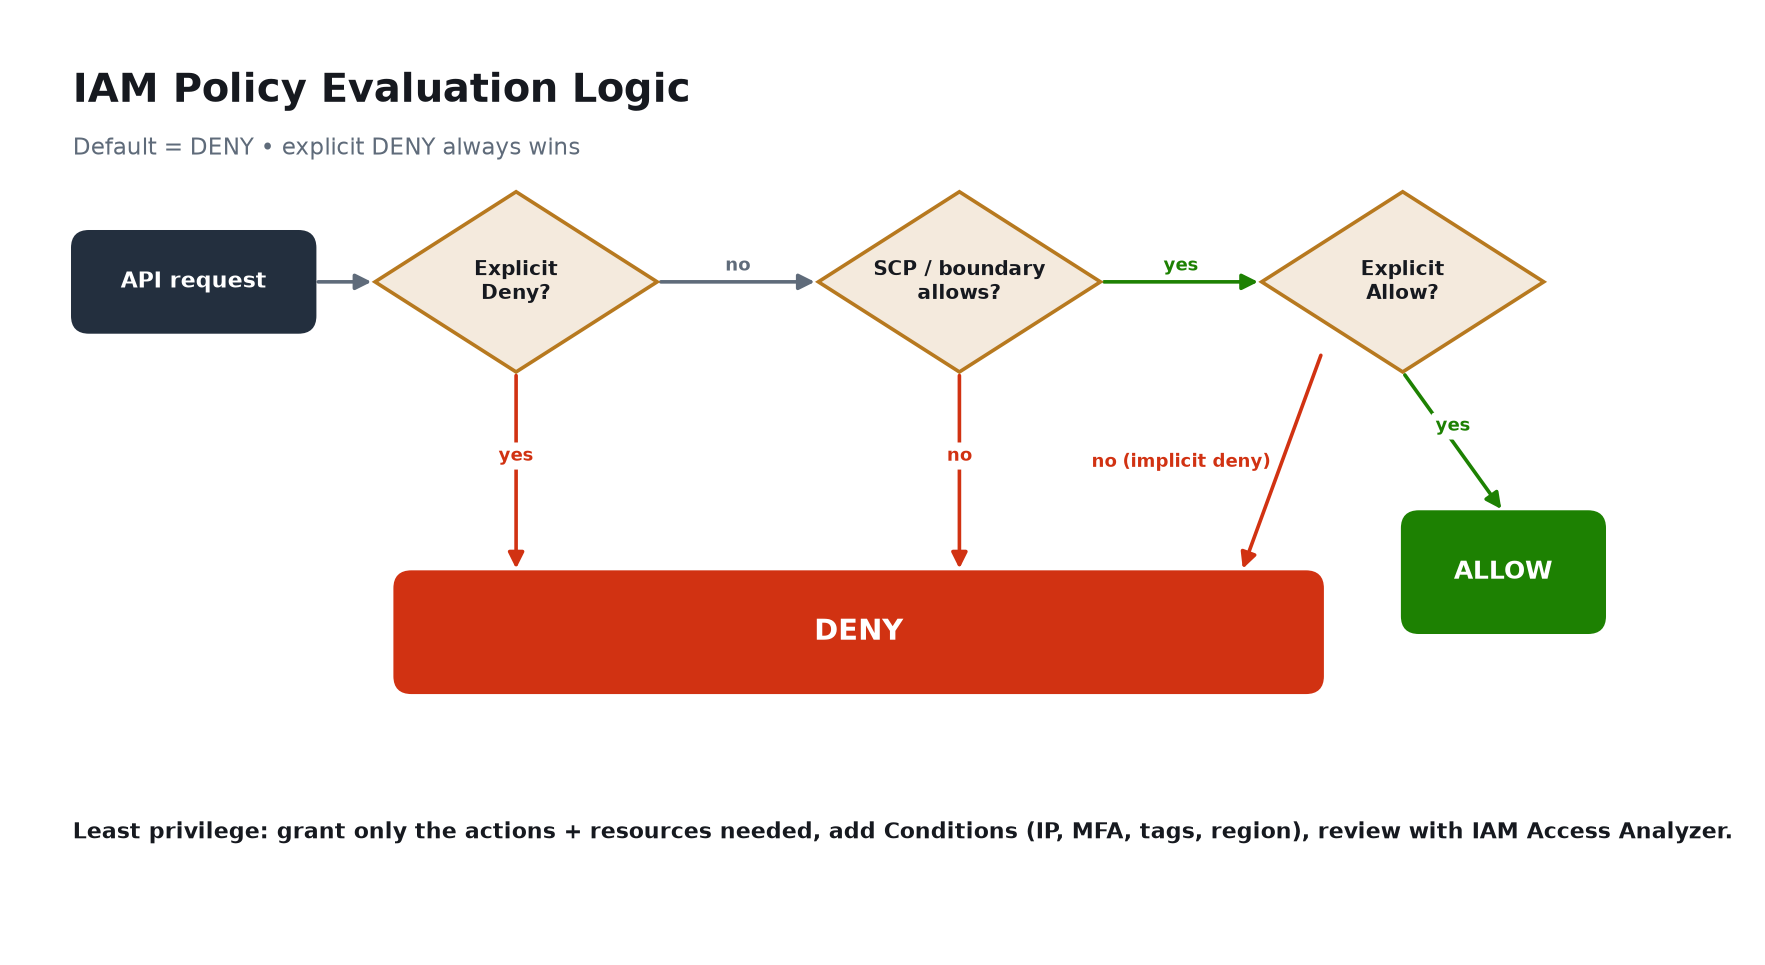 IAM Policy Evaluation Logic
Default = DENY • explicit DENY always wins
API request
Explicit
Deny?
no
SCP / boundary
allows?
yes
Explicit
Allow?
yes
no
no (implicit deny)
yes
ALLOW
DENY
Least privilege: grant only the actions + resources needed, add Conditions (IP, MFA, tags, region), review with IAM Access Analyzer.